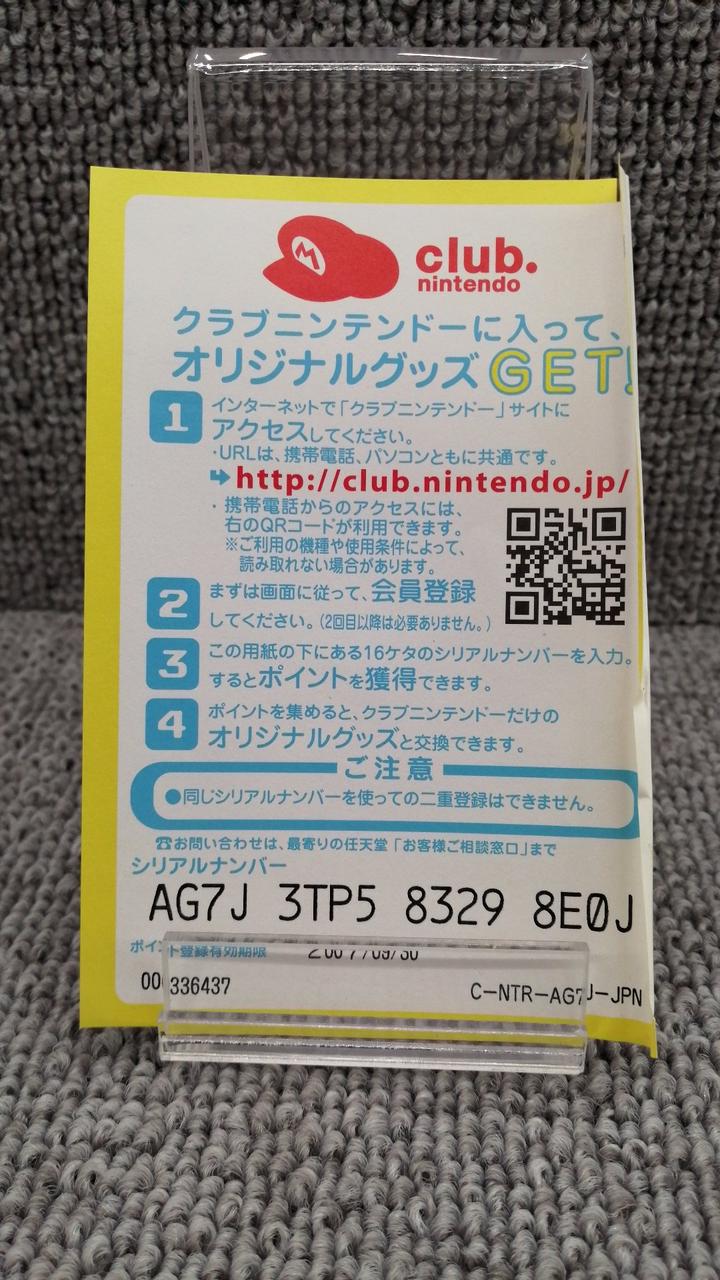 M
club.
nintendo
クラブニンテンドーに入って、
オリジナルグッズGET!
1
インターネットで「クラブニンテンドー」サイトに
アクセスしてください。
・URLは、携帯電話、パソコンともに共通です。
http://club.nintendo.jp/
・携帯電話からのアクセスには、
右のQRコードが利用できます。
※ご利用の機種や使用条件によって、
読み取れない場合があります。
2
まずは画面に従って、会員登録
してください。(2回目以降は必要ありません。)
3
この用紙の下にある16ケタのシリアルナンバーを入力。
するとポイントを獲得できます。
4
ポイントを集めると、クラブニンテンドーだけの
オリジナルグッズと交換できます。
ご注意
●同じシリアルナンバーを使っての二重登録はできません。
☎お問い合わせは、最寄りの任天堂「お客様ご相談窓口」まで
シリアルナンバー
AG7J 3TP5 8329 8E0J
ポイント登録有効期限 2007/09/30
336437
C-NTR-AG7J-JPN